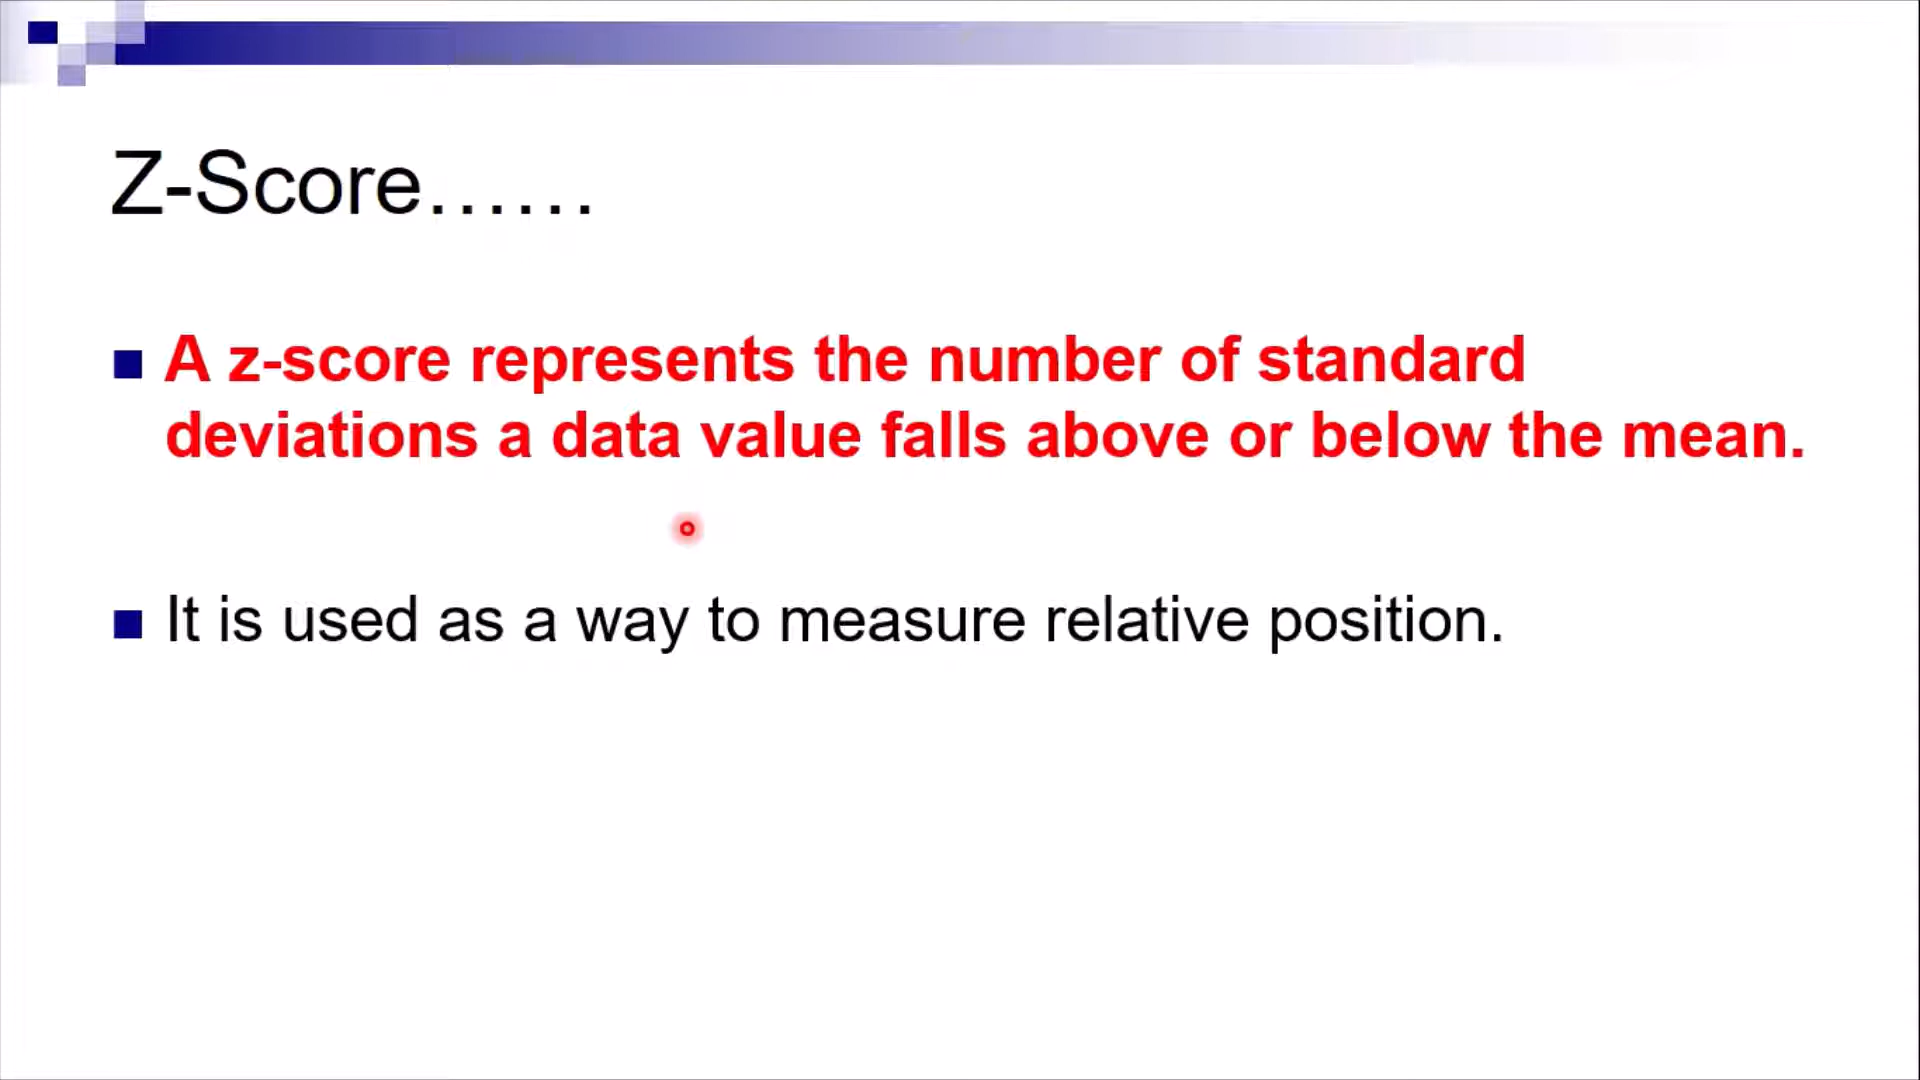 Z-Score……
A z-score represents the number of standard
deviations a data value falls above or below the mean.
It is used as a way to measure relative position.